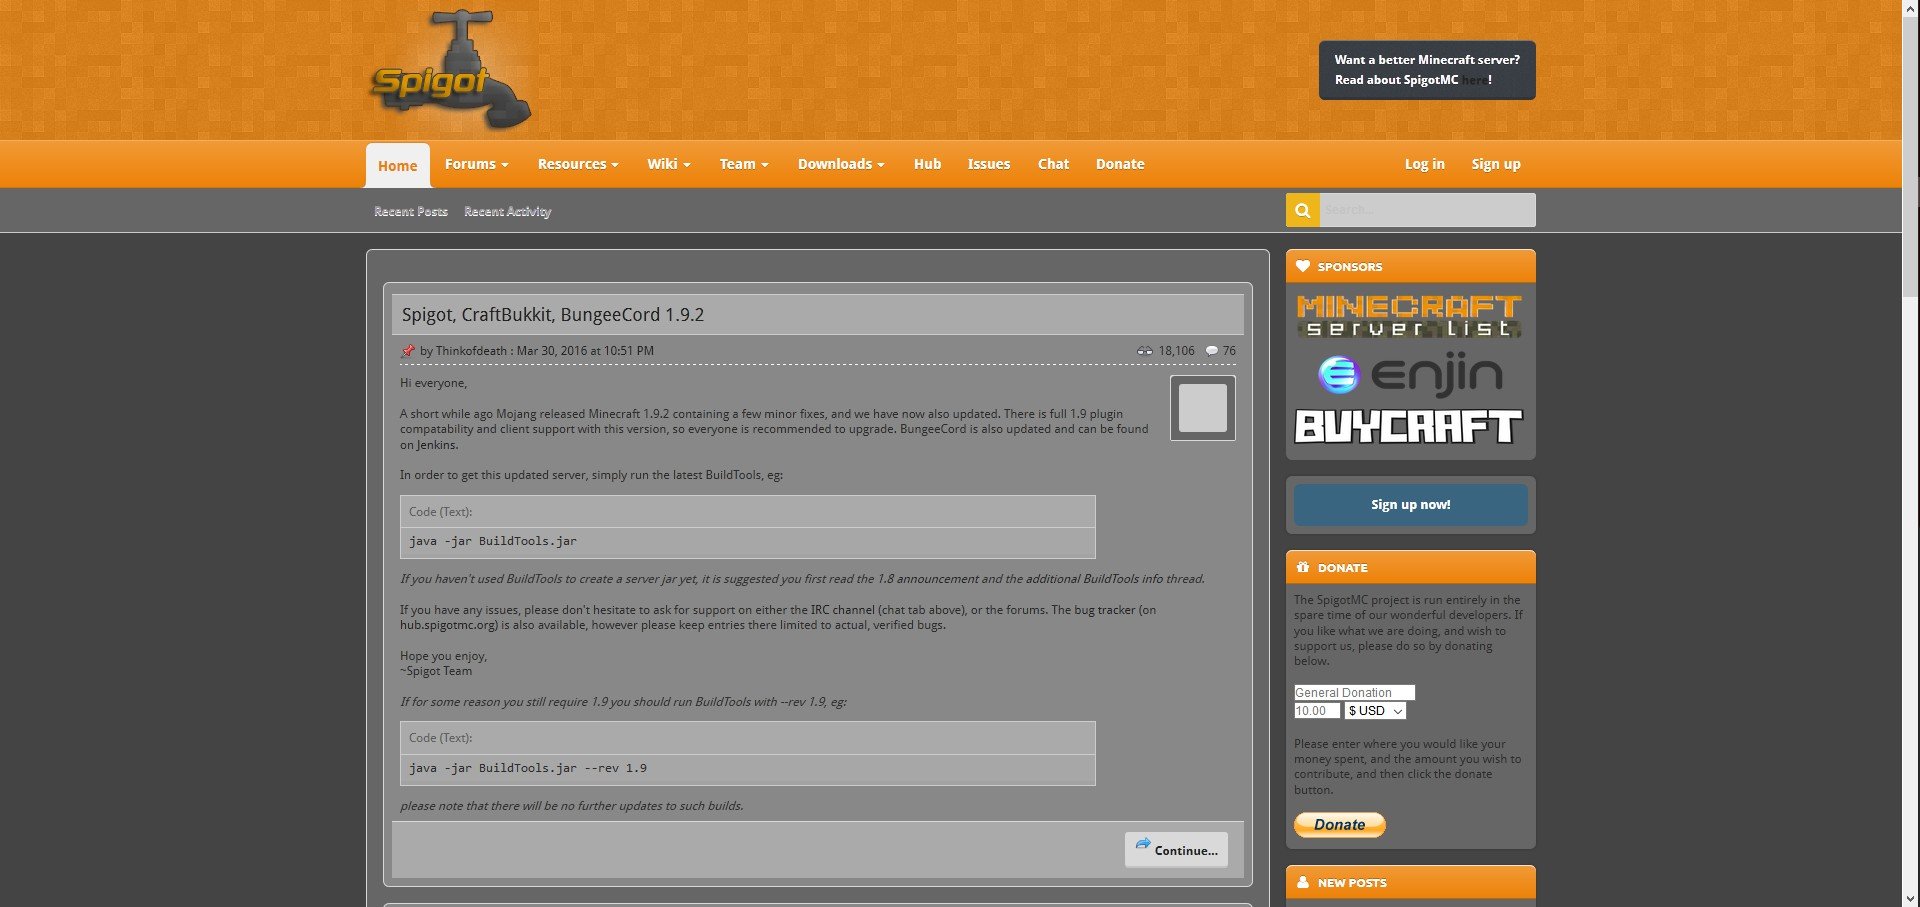 Spigot
Want a better Minecraft server?
Read about SpigotMC here!
Home Forums Resources Wiki Team Downloads Hub Issues Chat Donate Log in Sign up
Recent Posts Recent Activity
Search...
Spigot, CraftBukkit, BungeeCord 1.9.2
by Thinkofdeath : Mar 30, 2016 at 10:51 PM 18,106 76
Hi everyone,
A short while ago Mojang released Minecraft 1.9.2 containing a few minor fixes, and we have now also updated. There is full 1.9 plugin
compatability and client support with this version, so everyone is recommended to upgrade. BungeeCord is also updated and can be found
on Jenkins.
In order to get this updated server, simply run the latest BuildTools, eg:
Code (Text):
java -jar BuildTools.jar
If you haven't used BuildTools to create a server jar yet, it is suggested you first read the 1.8 announcement and the additional BuildTools info thread.
If you have any issues, please don't hesitate to ask for support on either the IRC channel (chat tab above), or the forums. The bug tracker (on
hub.spigotmc.org) is also available, however please keep entries there limited to actual, verified bugs.
Hope you enjoy,
~Spigot Team
If for some reason you still require 1.9 you should run BuildTools with --rev 1.9, eg:
Code (Text):
java -jar BuildTools.jar --rev 1.9
please note that there will be no further updates to such builds.
Continue...
SPONSORS
MINECRAFT
server list
enjin
BUYCRAFT
Sign up now!
DONATE
The SpigotMC project is run entirely in the
spare time of our wonderful developers. If
you like what we are doing, and wish to
support us, please do so by donating
below.
General Donation
10.00 $ USD
Please enter where you would like your
money spent, and the amount you wish to
contribute, and then click the donate
button.
Donate
NEW POSTS